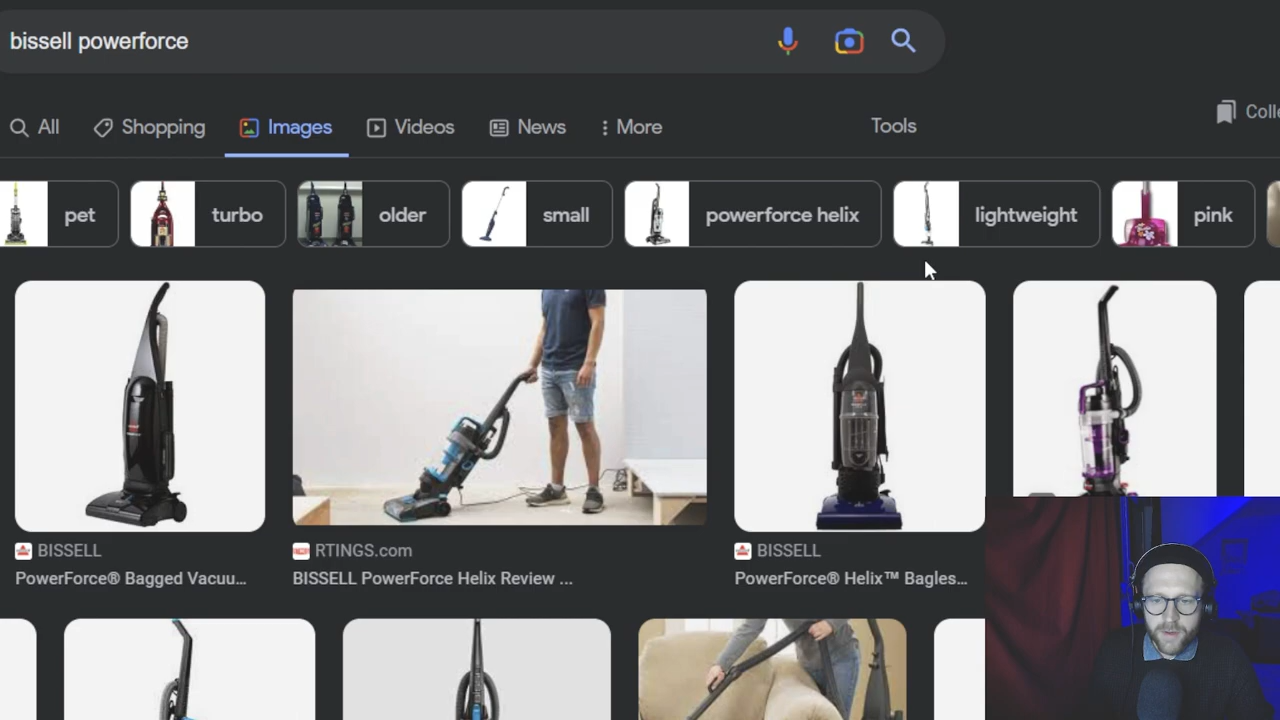 bissell powerforce
All Shopping Images Videos News More Tools Colle
pet turbo older small powerforce helix lightweight pink
BISSELL RTINGS.com BISSELL
PowerForce® Bagged Vacuu... BISSELL PowerForce Helix Review ... PowerForce® Helix™ Bagles...